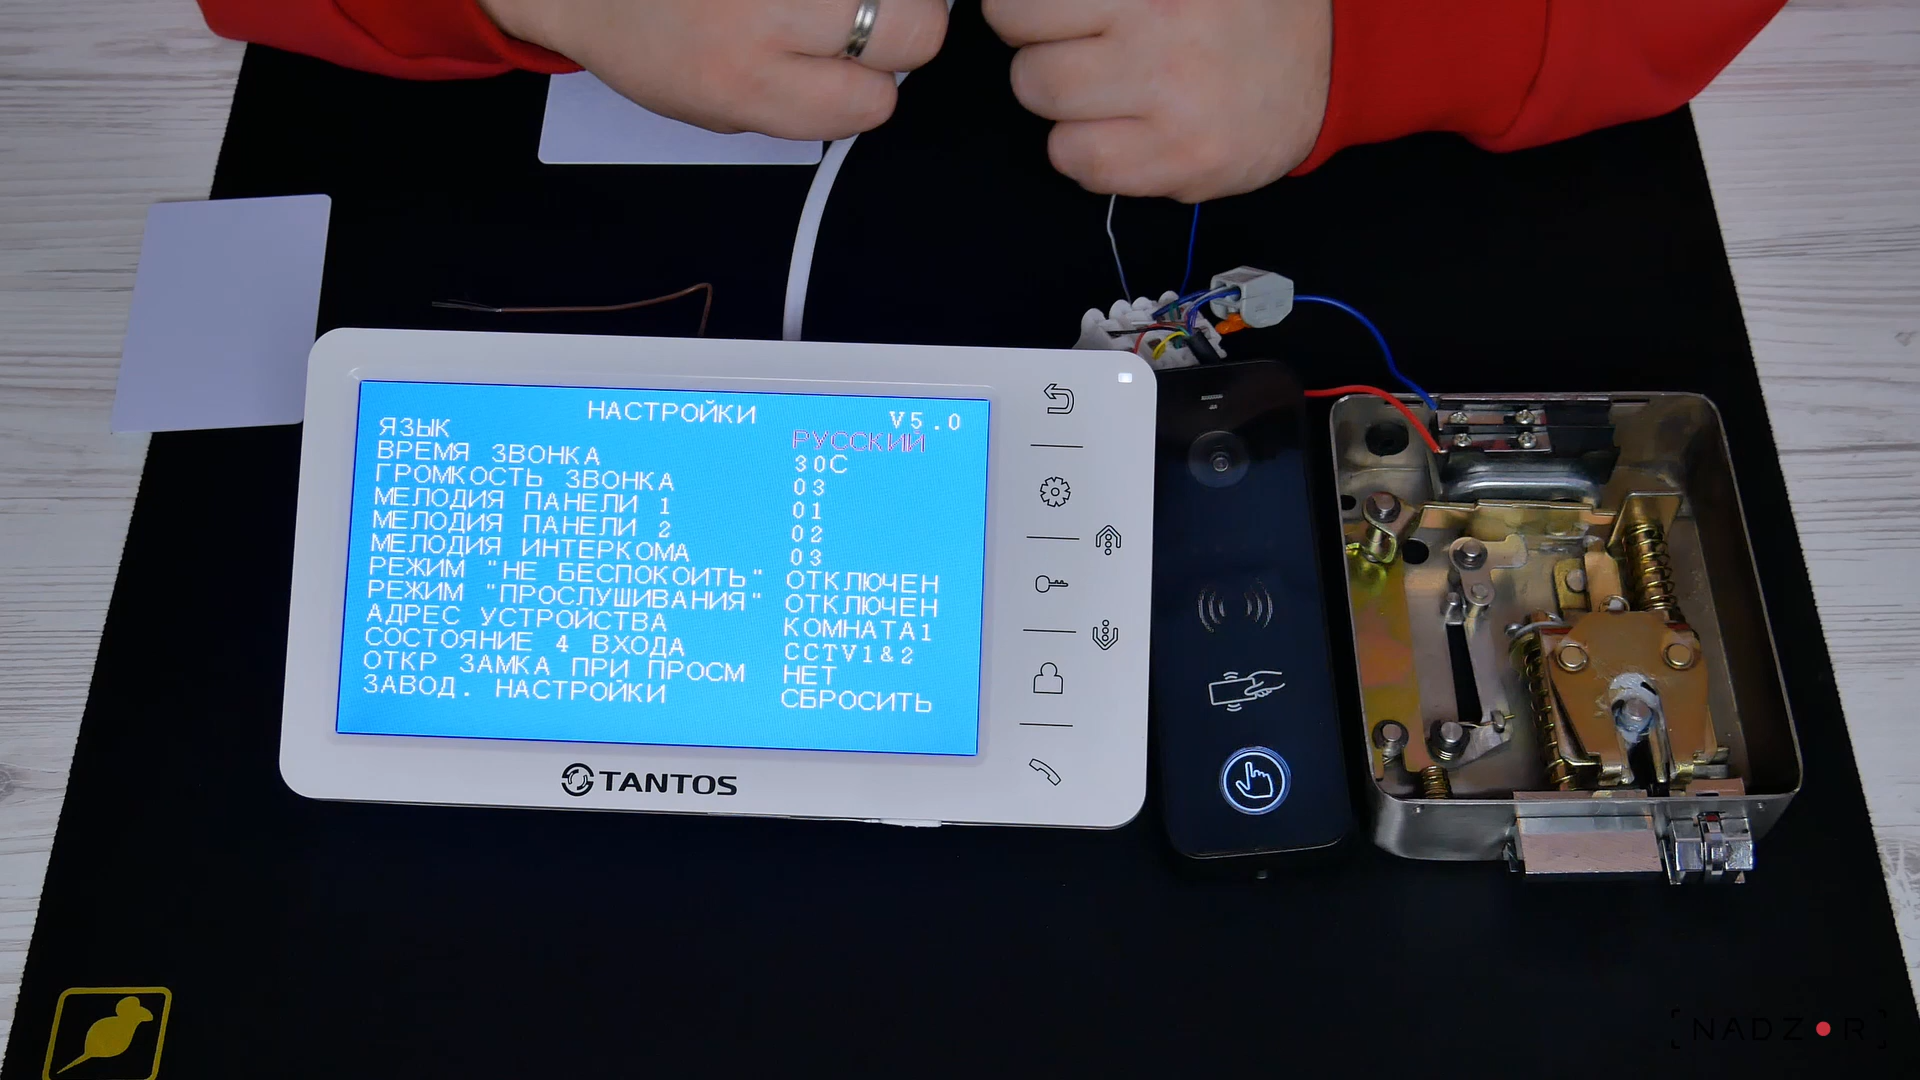 НАСТРОЙКИ V5.0
ЯЗЫК РУССКИЙ
ВРЕМЯ ЗВОНКА 30С
ГРОМКОСТЬ ЗВОНКА 03
МЕЛОДИЯ ПАНЕЛИ 1 01
МЕЛОДИЯ ПАНЕЛИ 2 02
МЕЛОДИЯ ИНТЕРКОМА 03
РЕЖИМ "НЕ БЕСПОКОИТЬ" ОТКЛЮЧЕН
РЕЖИМ "ПРОСЛУШИВАНИЯ" ОТКЛЮЧЕН
АДРЕС УСТРОЙСТВА КОМНАТА1
СОСТОЯНИЕ 4 ВХОДА CCTV1&2
ОТКР ЗАМКА ПРИ ПРОСМ НЕТ
ЗАВОД. НАСТРОЙКИ СБРОСИТЬ
TANTOS
NADZOR